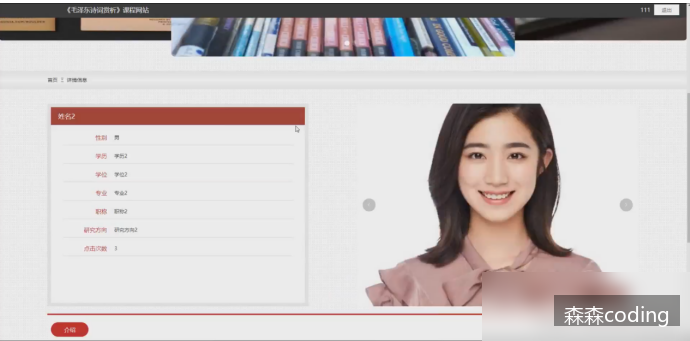 《毛泽东诗词赏析》课程网站
111 退出
首页 : 详细信息
姓名2
性别 男
学历 学历2
学位 学位2
专业 专业2
职称 职称2
研究方向 研究方向2
点击次数 3
介绍
森森coding